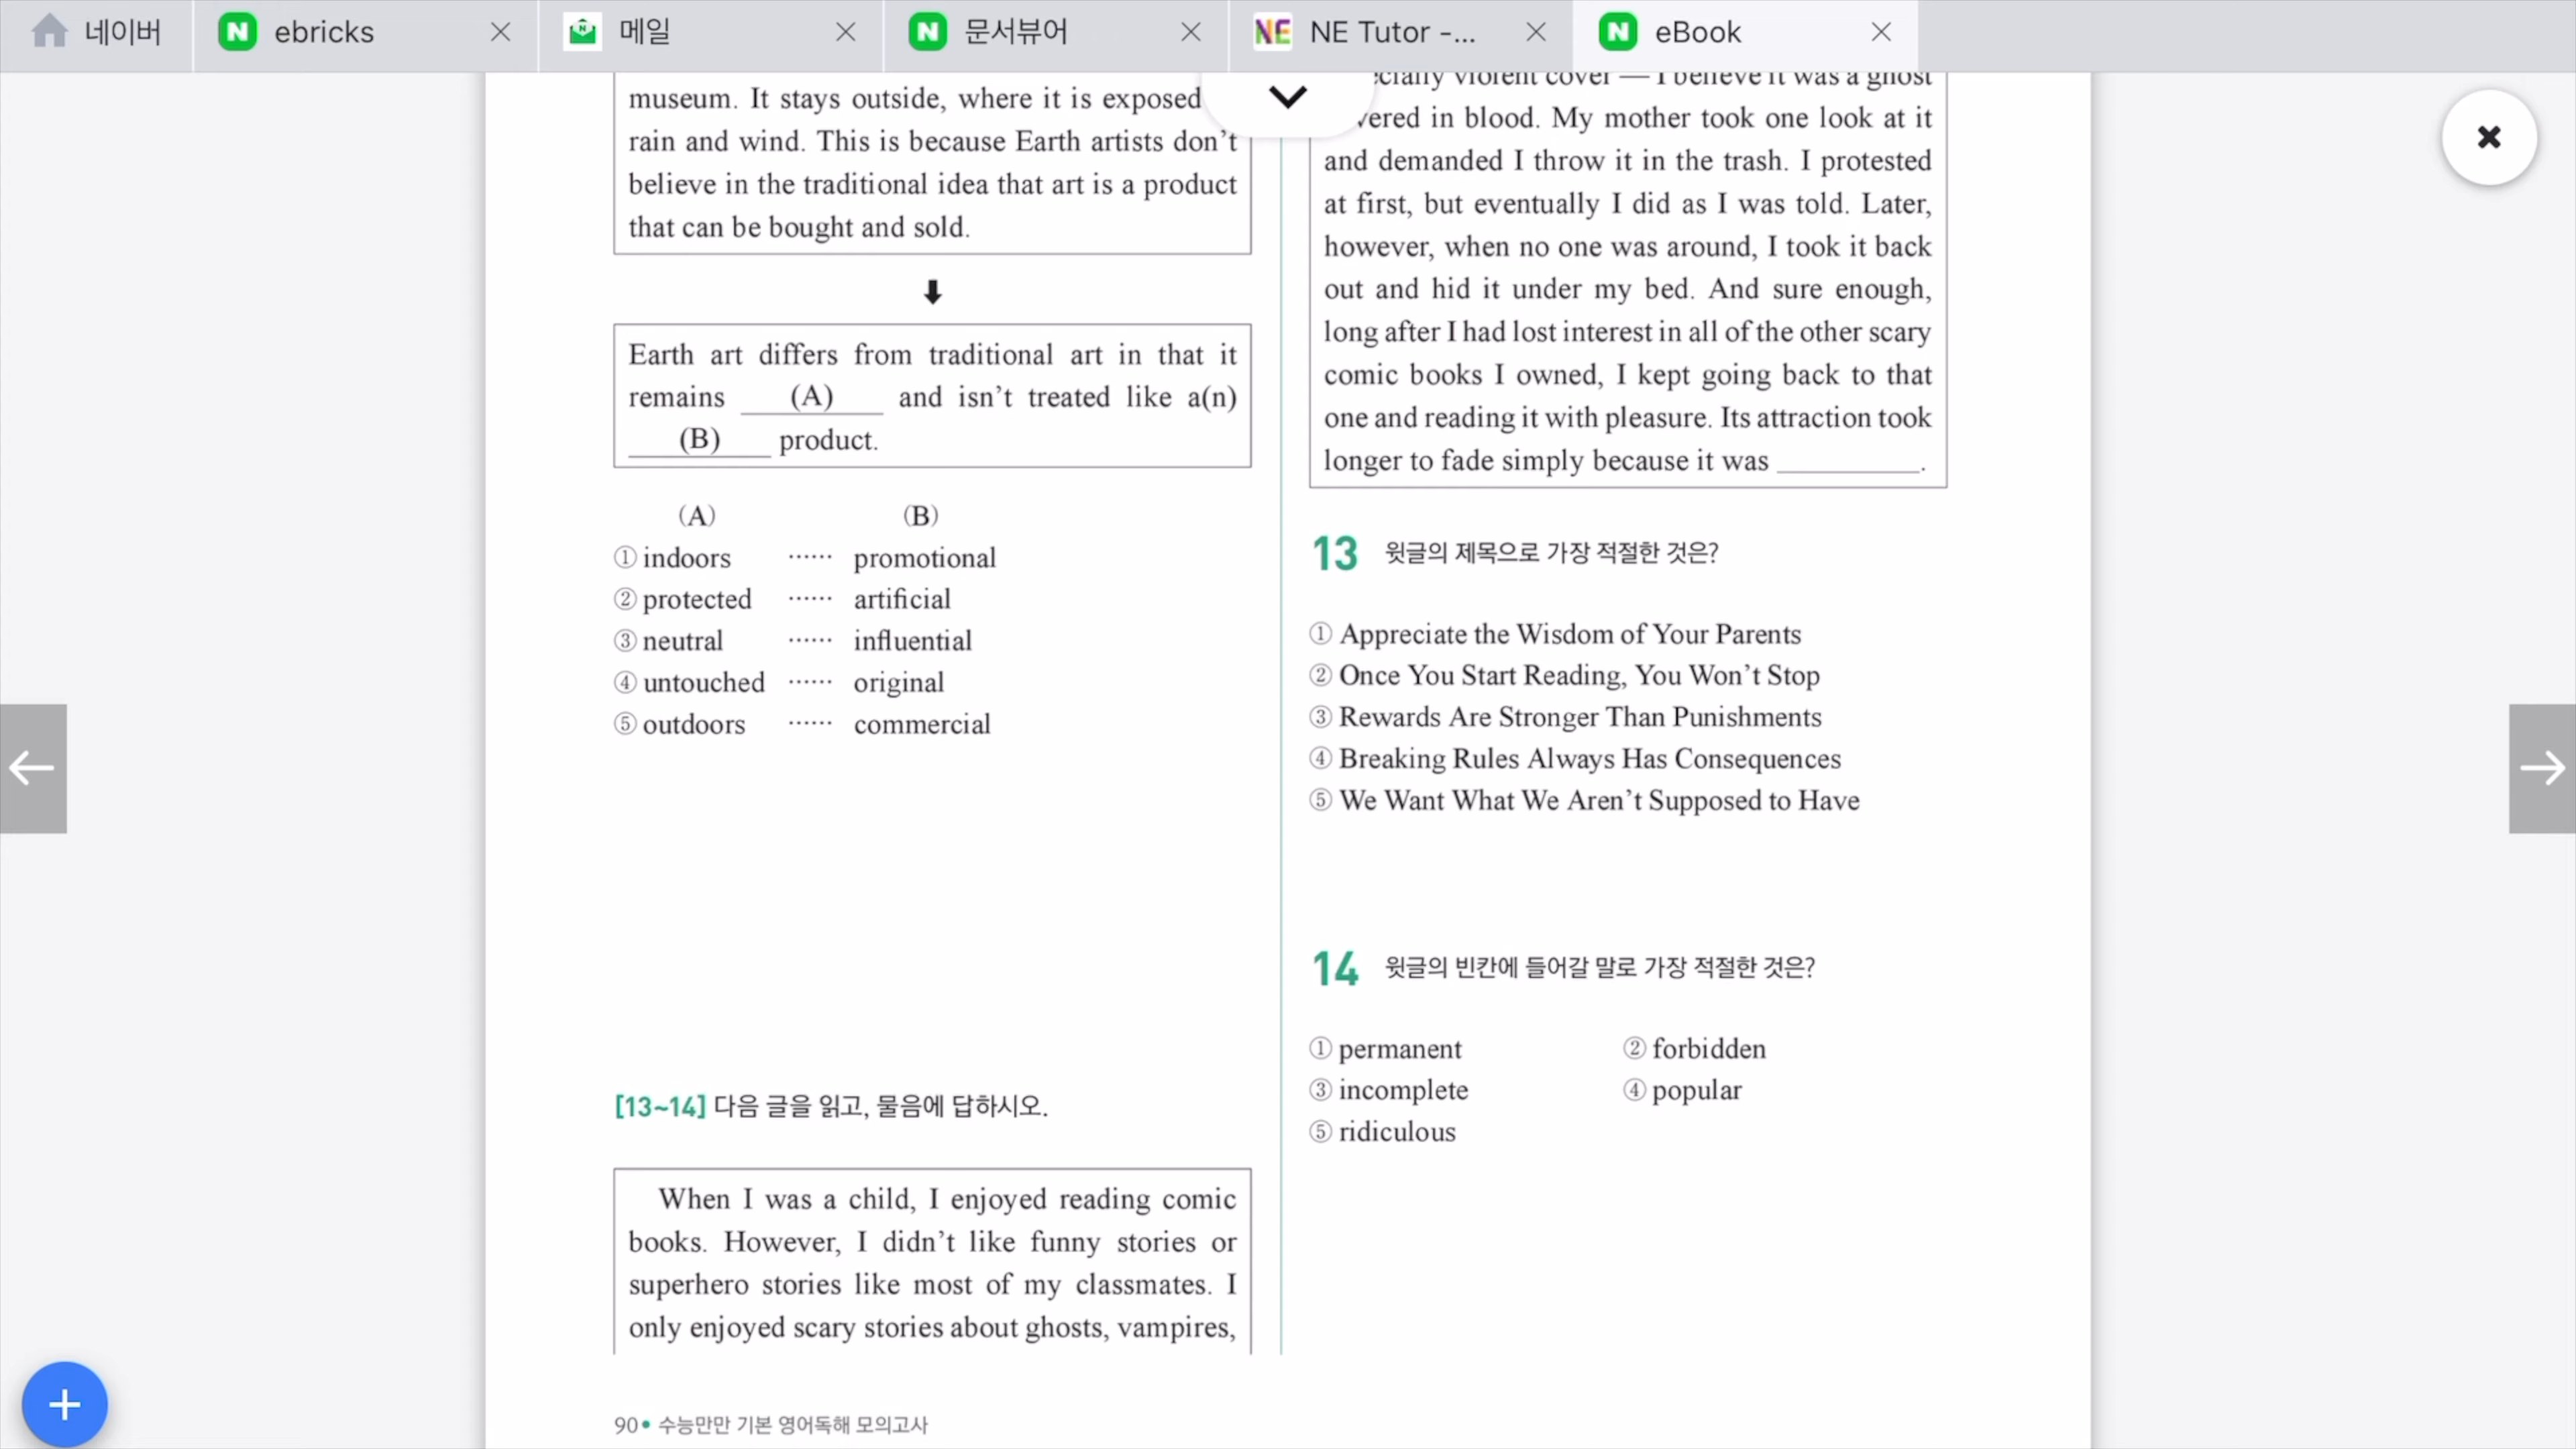 네이버
ebricks
메일
문서뷰어
NE Tutor -...
eBook
museum. It stays outside, where it is exposed
rain and wind. This is because Earth artists don't
believe in the traditional idea that art is a product
that can be bought and sold.
Earth art differs from traditional art in that it
remains (A) and isn't treated like a(n)
(B) product.
(A) (B)
① indoors ······ promotional
② protected ······ artificial
③ neutral ······ influential
④ untouched ······ original
⑤ outdoors ······ commercial
[13~14] 다음 글을 읽고, 물음에 답하시오.
When I was a child, I enjoyed reading comic
books. However, I didn't like funny stories or
superhero stories like most of my classmates. I
only enjoyed scary stories about ghosts, vampires,
violent cover — I believe it was a ghost
in blood. My mother took one look at it
and demanded I throw it in the trash. I protested
at first, but eventually I did as I was told. Later,
however, when no one was around, I took it back
out and hid it under my bed. And sure enough,
long after I had lost interest in all of the other scary
comic books I owned, I kept going back to that
one and reading it with pleasure. Its attraction took
longer to fade simply because it was ________.
13 윗글의 제목으로 가장 적절한 것은?
① Appreciate the Wisdom of Your Parents
② Once You Start Reading, You Won't Stop
③ Rewards Are Stronger Than Punishments
④ Breaking Rules Always Has Consequences
⑤ We Want What We Aren't Supposed to Have
14 윗글의 빈칸에 들어갈 말로 가장 적절한 것은?
① permanent ② forbidden
③ incomplete ④ popular
⑤ ridiculous
90 • 수능만만 기본 영어독해 모의고사